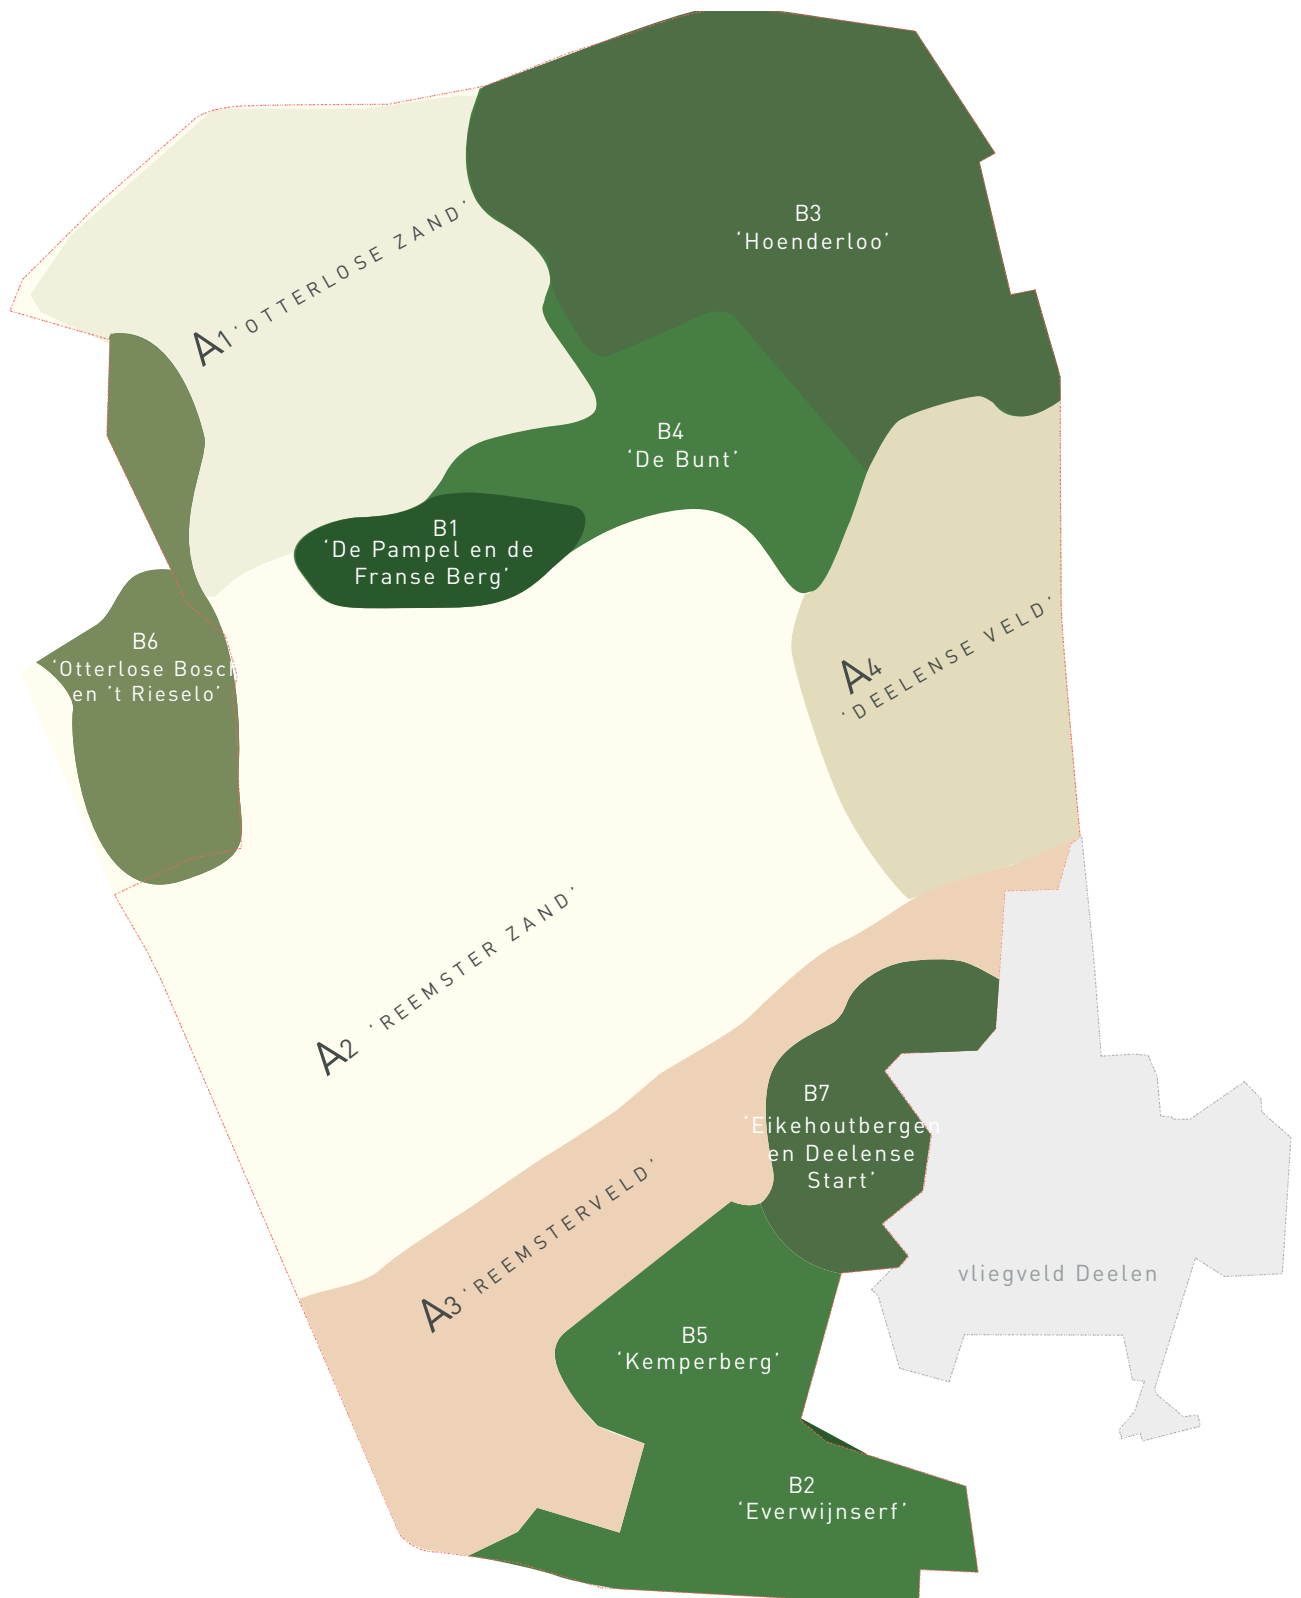 B3
‘Hoenderloo’
A1 ‘OTTERLOSE ZAND’
B4
‘De Bunt’
B1
‘De Pampel en de
Franse Berg’
B6
‘Otterlose Bosch
en ’t Rieselo’
A4
‘DEELENSE VELD’
A2 ‘REEMSTER ZAND’
B7
‘Eikehoutbergen
en Deelense
Start’
A3 ‘REEMSTERVELD’
vliegveld Deelen
B5
‘Kemperberg’
B2
‘Everwijnserf’